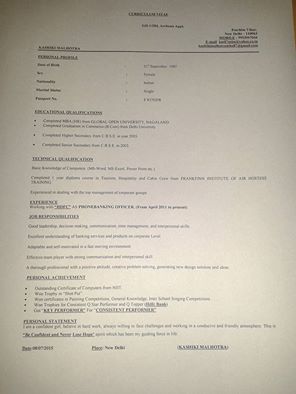 CURRICULUM VITAE
Paschim Vihar,
New Delhi - 110063
KASHIKI MALHOTRA
PERSONAL PROFILE
Date of Birth : September
Sex : Female
Nationality : Indian
Marital Status : Single
Passport No. :
EDUCATIONAL QUALIFICATIONS
Completed MBA (HR) from GLOBAL OPEN UNIVERSITY, NAGALAND
Completed Graduation in Commerce (B.Com) from Delhi University
Completed Higher Secondary from C.B.S.E. in year 2005
Completed Senior Secondary from C.B.S.E. in 2003
TECHNICAL QUALIFICATION
Basic Knowledge of Computers (Ms-Word, MS Excel, Power Point etc.)
Completed 1 year diploma course in Tourism, Hospitality and Cabin Crew from FRANKFINN INSTITUTE OF AIR HOSTESS
TRAINING
Experienced in dealing with the top management of corporate groups
EXPERIENCE
Working with "HDFC" AS PHONEBANKING OFFICER. (From April 2011 to present)
JOB RESPONSIBILITIES
Good leadership, decision making, communication, time management, and interpersonal skills.
Excellent understanding of banking services and products on corporate Level
Adaptable and self-motivated in a fast moving environment
Effective team player with strong communication and interpersonal skill.
A thorough professional with a positive attitude, creative problem solving, generating new design solution and ideas.
PERSONAL ACHIEVEMENT
Outstanding Certificate of Computers from NIIT.
Won Trophy in "Shot Put"
Won certificates in Painting Competitions, General Knowledge, Inter School Singing Competitions.
Won Trophies for Consistent Q Star Performer and Q Topper (Hdfc Bank)
Got "KEY PERFORMER" For "CONSISTENT PERFORMER"
PERSONAL STATEMENT
I am a confident girl, believe in hard work, always willing to face challenges and working in a conducive and friendly atmosphere. This is
"Be Confident and Never Lose Hope" spirit which has been my guiding force in life.
Date:08/07/2015 Place: New Delhi (KASHIKI MALHOTRA)